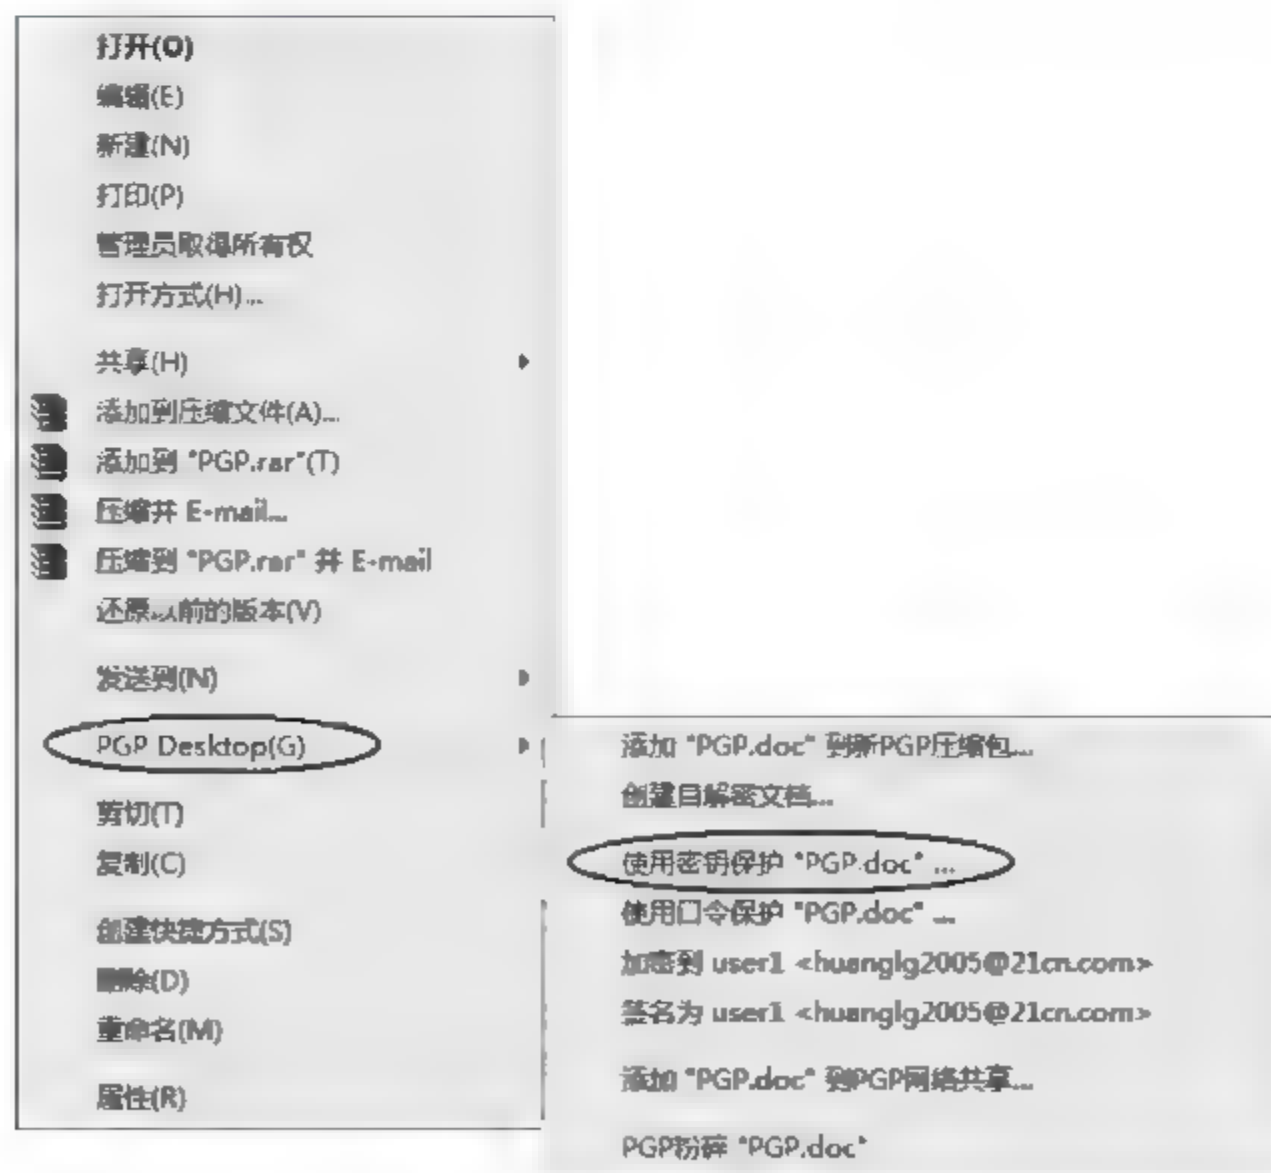 打开(O)
编辑(E)
新建(N)
打印(P)
管理员取得所有权
打开方式(H)...
共享(H)
添加到压缩文件(A)...
添加到 "PGP.rar"(T)
压缩并 E-mail...
压缩到 "PGP.rar" 并 E-mail
还原以前的版本(V)
发送到(N)
PGP Desktop(G)
剪切(T)
复制(C)
创建快捷方式(S)
删除(D)
重命名(M)
属性(R)
添加 "PGP.doc" 到新PGP压缩包...
创建自解密文档...
使用密钥保护 "PGP.doc" ...
使用口令保护 "PGP.doc" ...
加密到 user1 <huanglg2005@21cn.com>
签名为 user1 <huanglg2005@21cn.com>
添加 "PGP.doc" 到PGP网络共享...
PGP粉碎 "PGP.doc"